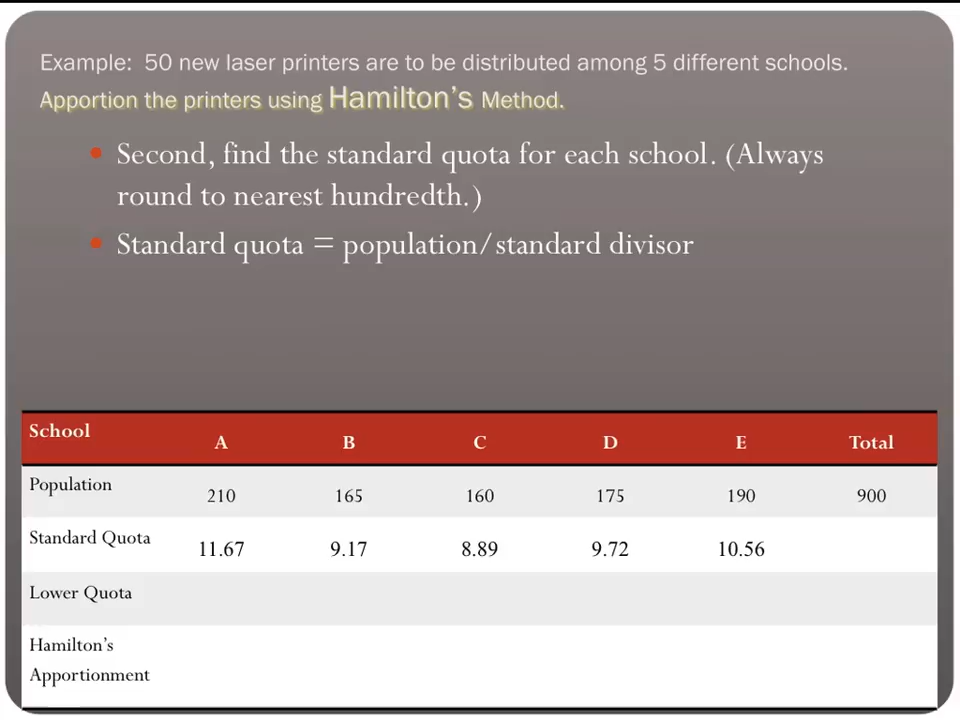 Example: 50 new laser printers are to be distributed among 5 different schools.
Apportion the printers using Hamilton's Method.
• Second, find the standard quota for each school. (Always
round to nearest hundredth.)
• Standard quota = population/standard divisor
School A B C D E Total
Population 210 165 160 175 190 900
Standard Quota 11.67 9.17 8.89 9.72 10.56
Lower Quota
Hamilton's
Apportionment